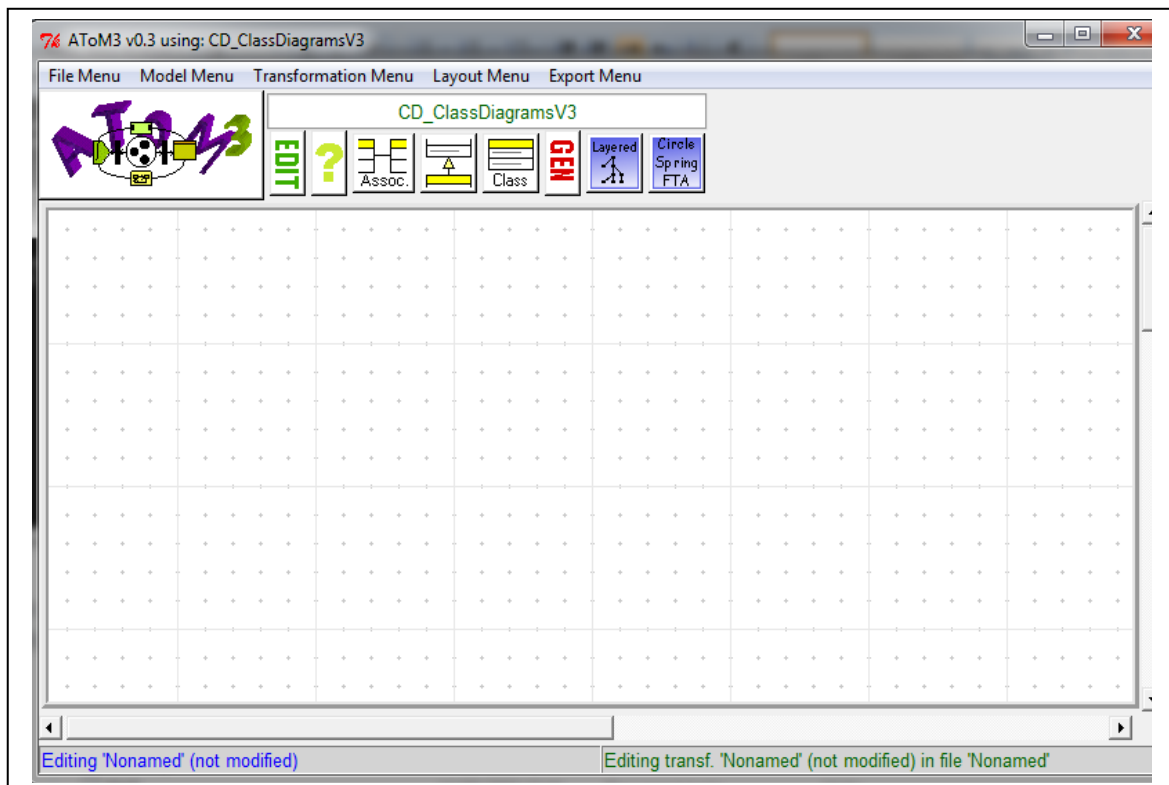 AToM3 v0.3 using: CD_ClassDiagramsV3
File Menu Model Menu Transformation Menu Layout Menu Export Menu
AToM3
CD_ClassDiagramsV3
EDIT
?
Assoc.
Class
GEN
Layered
Circle
Spring
FTA
Editing 'Nonamed' (not modified)
Editing transf. 'Nonamed' (not modified) in file 'Nonamed'